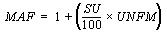 MAF = 1 + (SU/100 × UNFM)